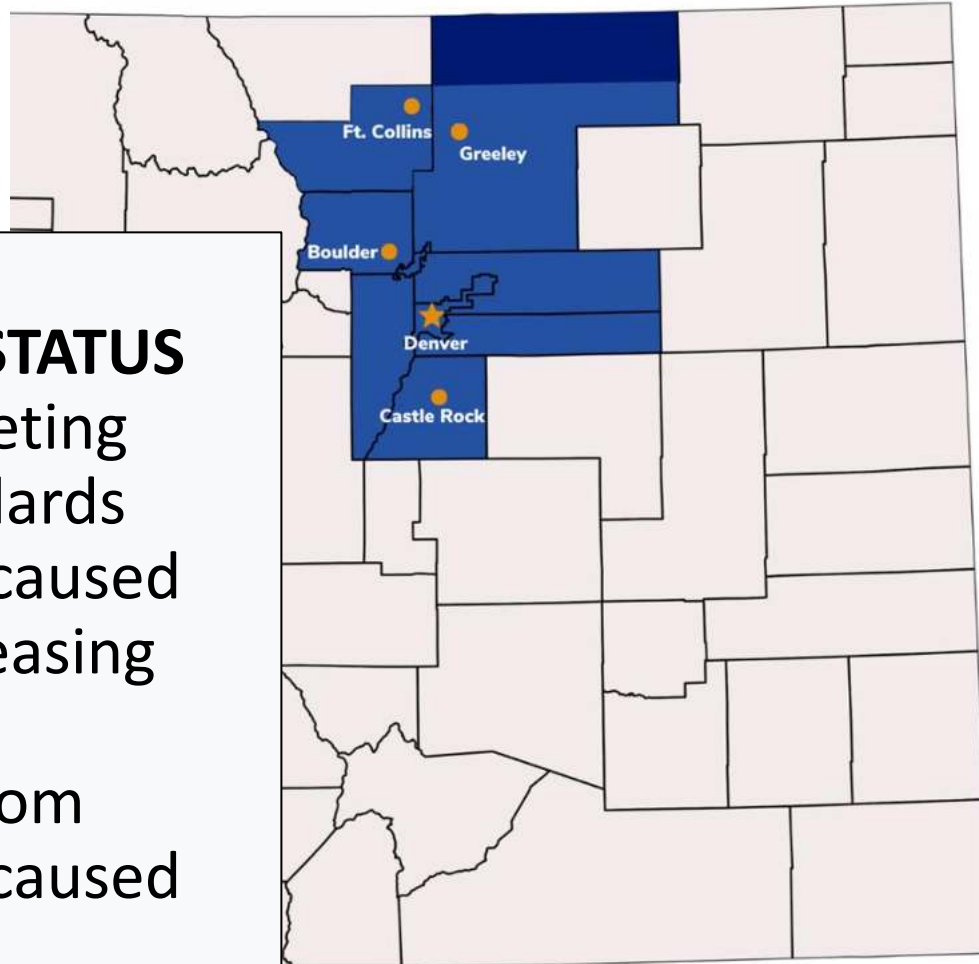 Ft. Collins
Greeley
Boulder
Denver
Castle Rock
STATUS
eting
lards
caused
easing
om
caused